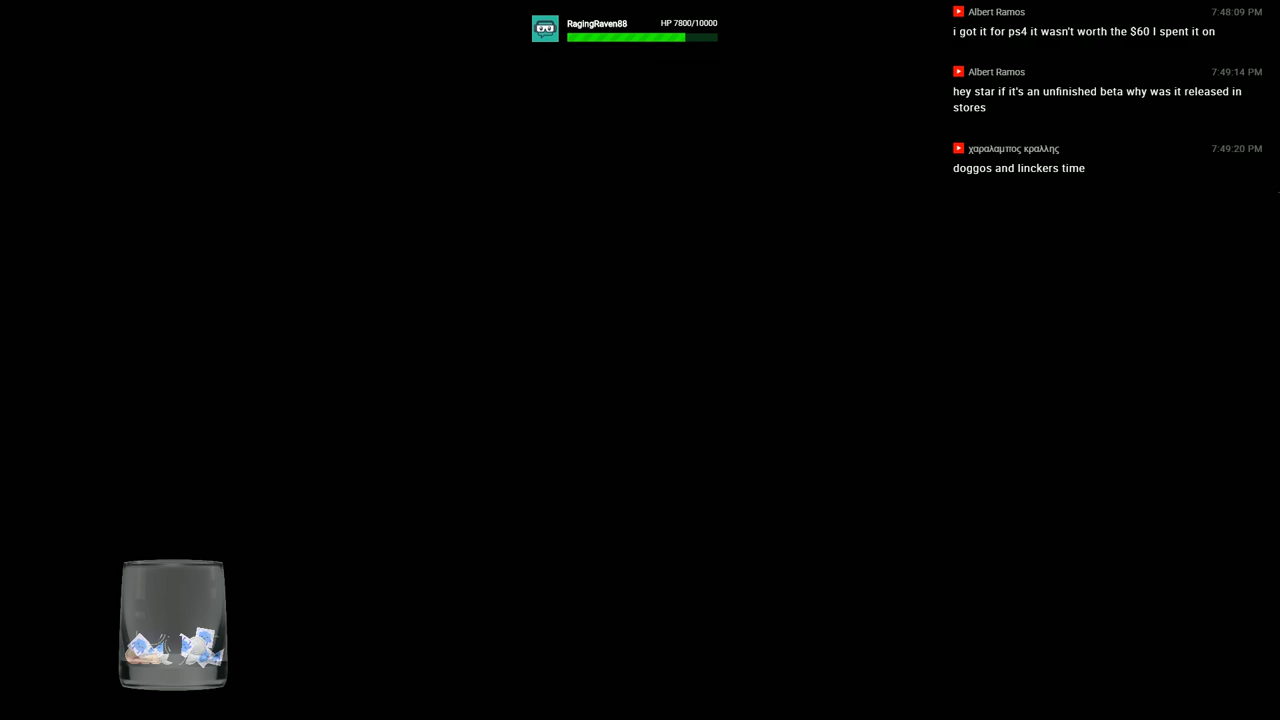 RagingRaven88 HP 7800/10000
Albert Ramos 7:48:09 PM
i got it for ps4 it wasn't worth the $60 I spent it on
Albert Ramos 7:49:14 PM
hey star if it's an unfinished beta why was it released in
stores
χαραλαμπος κραλλης 7:49:20 PM
doggos and linckers time